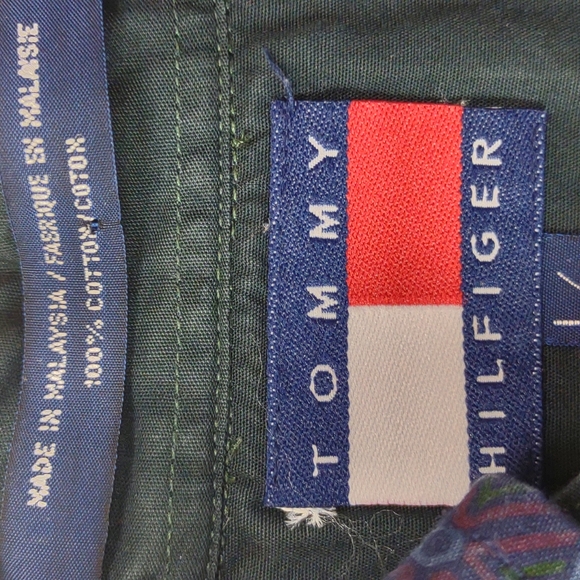 MADE IN MALAYSIA / FABRIQUE EN MALAISIE
100% COTTON / COTON
TOMMY
HILFIGER